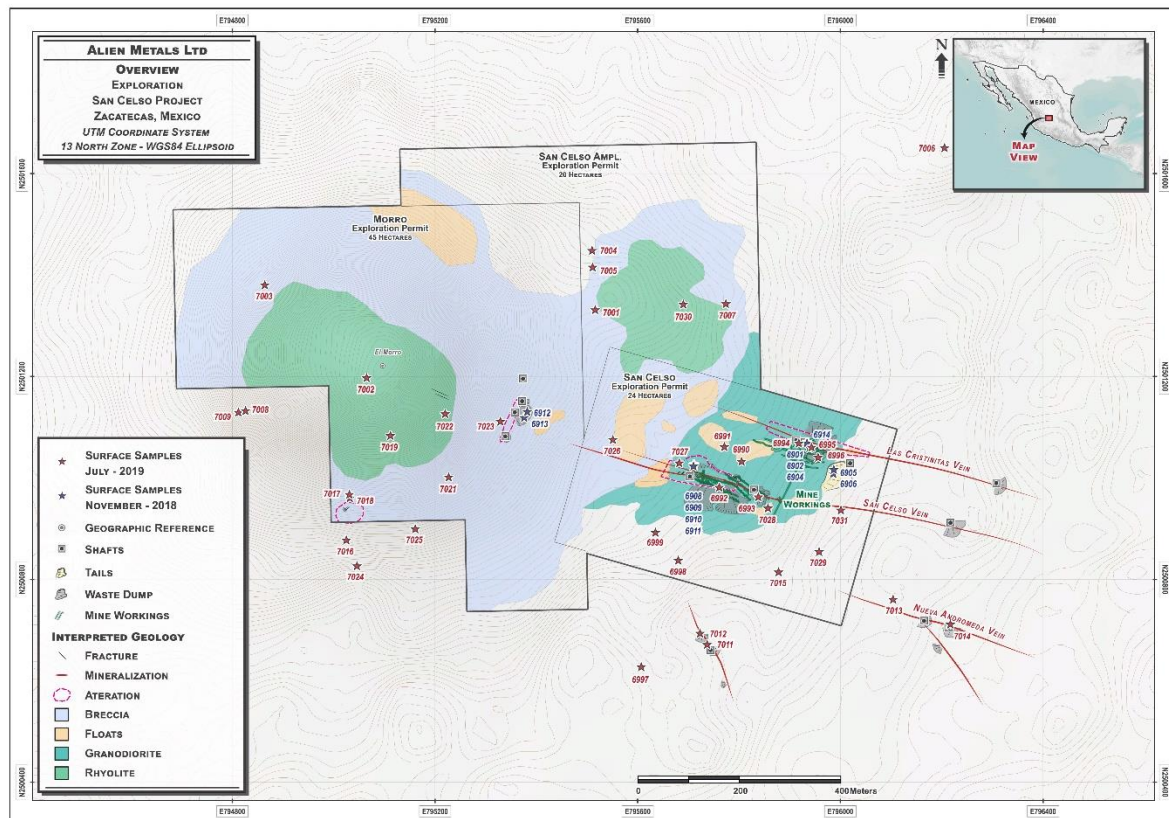 E794800
E795200
E795600
E796000
E796400
ALIEN METALS LTD
OVERVIEW
EXPLORATION
SAN CELSO PROJECT
ZACATECAS, MEXICO
UTM COORDINATE SYSTEM
13 NORTH ZONE - WGS84 ELLIPSOID
N
MEXICO
MAP
VIEW
7006
N2501600
N2501600
SAN CELSO AMPL.
Exploration Permit
20 HECTARES
MORRO
Exploration Permit
45 HECTARES
7004
7005
7003
7001
7030
7007
El Morro
7002
N2501200
N2501200
SAN CELSO
Exploration Permit
24 HECTARES
7009
7008
7022
7023
6912
6913
7019
7026
6991
6990
6994
6914
6995
6901
6902
6904
6996
6905
6906
LAS CRISTINITAS VEIN
7027
7021
7017
7018
6908
6909
6910
6911
6992
6993
7028
MINE
WORKINGS
7031
SAN CELSO VEIN
7016
7025
6999
7029
7024
6998
7015
N2500800
N2500800
7013
NUEVA ANDROMEDA VEIN
7014
7012
7011
6997
SURFACE SAMPLES
JULY - 2019
SURFACE SAMPLES
NOVEMBER - 2018
GEOGRAPHIC REFERENCE
SHAFTS
TAILS
WASTE DUMP
MINE WORKINGS
INTERPRETED GEOLOGY
FRACTURE
MINERALIZATION
ATERATION
BRECCIA
FLOATS
GRANODIORITE
RHYOLITE
0
200
400 Meters
N2500400
N2500400
E794800
E795200
E795600
E796000
E796400